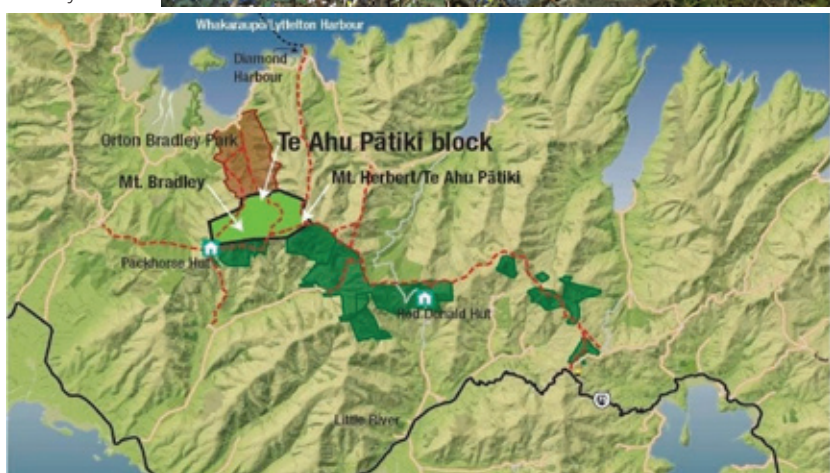 Whakaraupo/Lyttelton Harbour
Diamond
Harbour
Orton Bradley Park
Te Ahu Pātiki block
Mt. Bradley
Mt. Herbert/Te Ahu Pātiki
Packhorse Hut
Rod Donald Hut
Little River